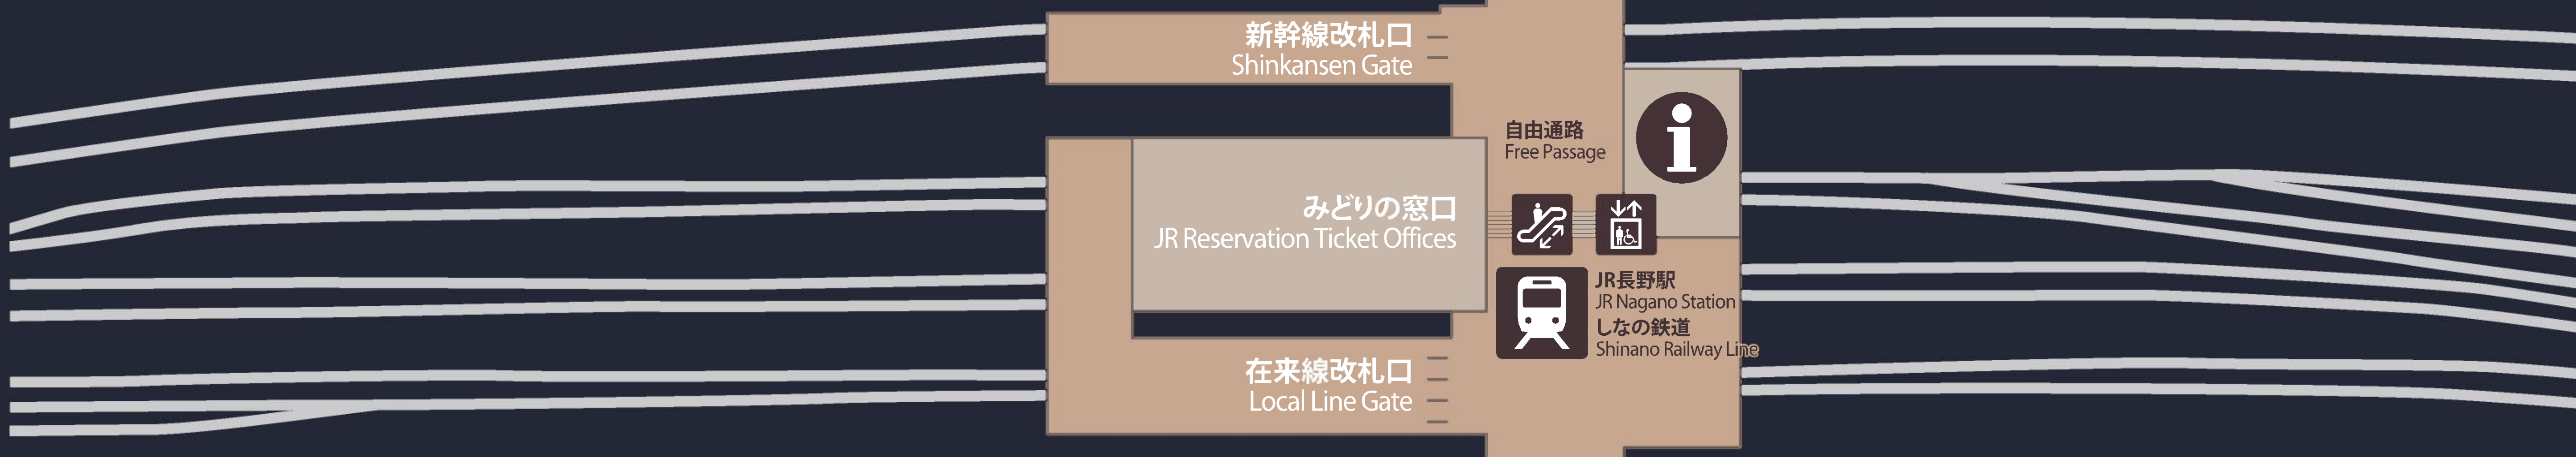 新幹線改札口
Shinkansen Gate
自由通路
Free Passage
みどりの窓口
JR Reservation Ticket Offices
JR長野駅
JR Nagano Station
しなの鉄道
Shinano Railway Line
在来線改札口
Local Line Gate